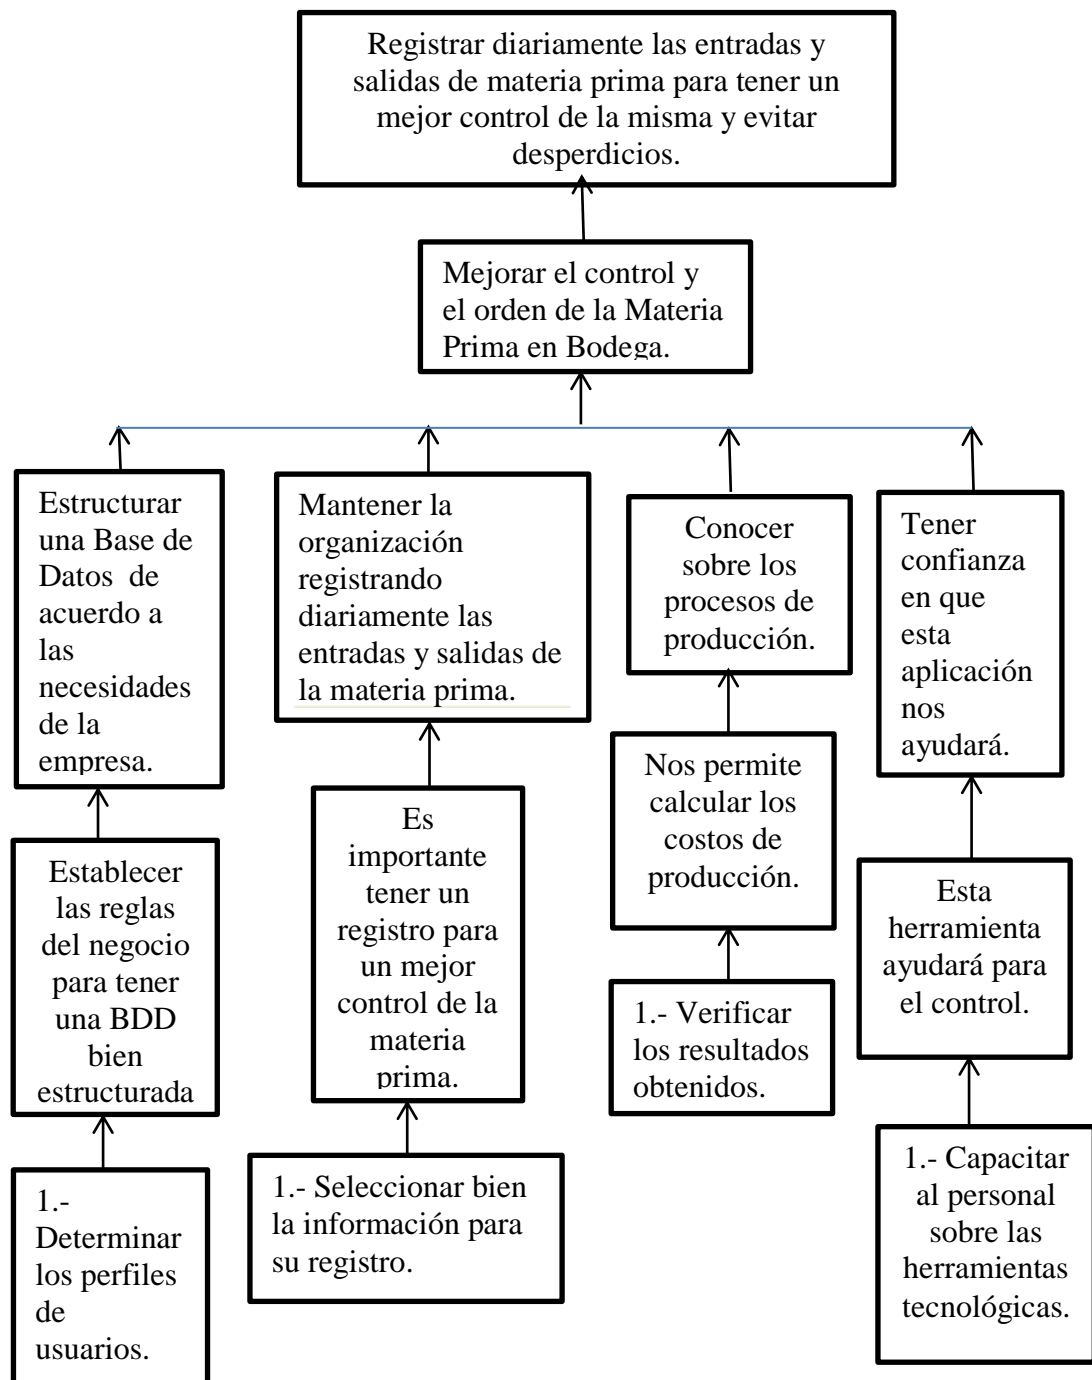 Registrar diariamente las entradas y
salidas de materia prima para tener un
mejor control de la misma y evitar
desperdicios.
Mejorar el control y
el orden de la Materia
Prima en Bodega.
Estructurar
una Base de
Datos  de
acuerdo a
las
necesidades
de la
empresa.
Mantener la
organización
registrando
diariamente las
entradas y salidas de
la materia prima.
Conocer
sobre los
procesos de
producción.
Tener
confianza
en que
esta
aplicación
nos
ayudará.
Establecer
las reglas
del negocio
para tener
una BDD
bien
estructurada
Es
importante
tener un
registro para
un mejor
control de la
materia
prima.
Nos permite
calcular los
costos de
producción.
Esta
herramienta
ayudará para
el control.
1.-
Determinar
los perfiles
de
usuarios.
1.- Seleccionar bien
la información para
su registro.
1.- Verificar
los resultados
obtenidos.
1.- Capacitar
al personal
sobre las
herramientas
tecnológicas.